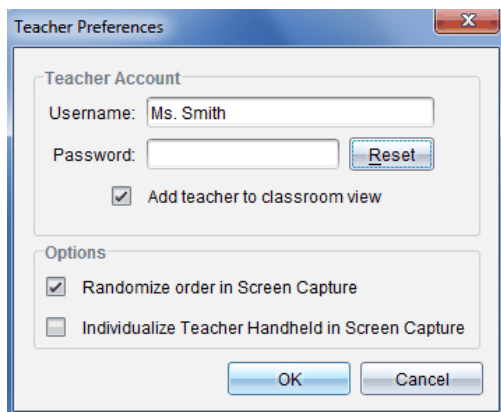 Teacher Preferences
Teacher Account
Username: Ms. Smith
Password: Reset
Add teacher to classroom view
Options
Randomize order in Screen Capture
Individualize Teacher Handheld in Screen Capture
OK Cancel